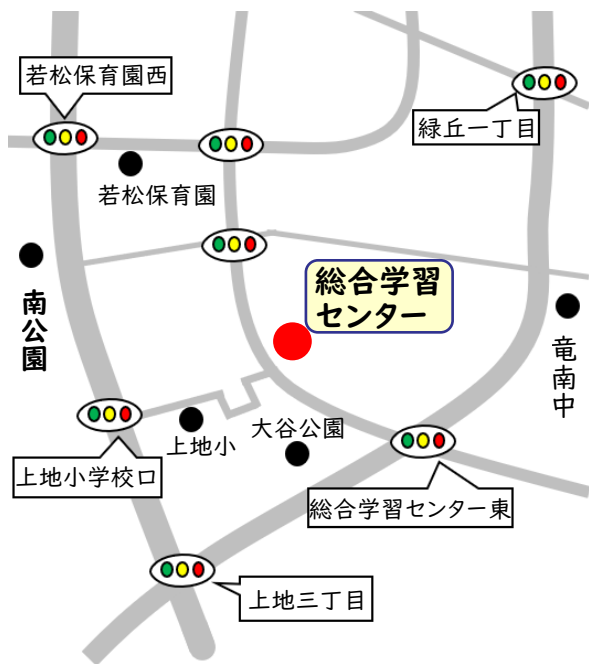 若松保育園西
緑丘一丁目
若松保育園
総合学習
センター
南公園
竜南中
上地小
大谷公園
上地小学校口
総合学習センター東
上地三丁目